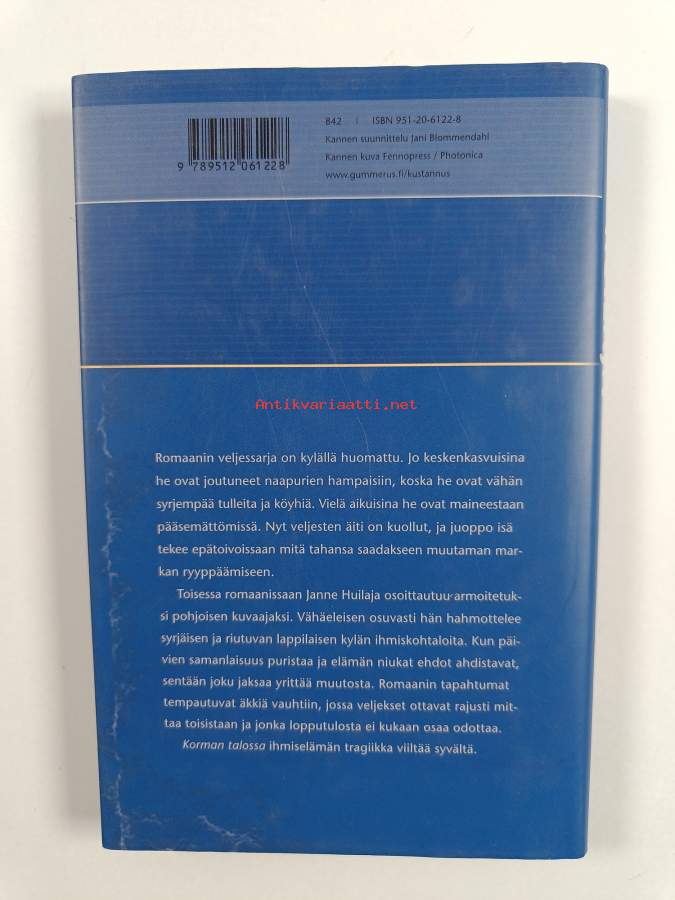 842 | ISBN 951-20-6122-8
Kannen suunnittelu Jani Blommendahl
Kannen kuva Fennopress / Photonica
www.gummerus.fi/kustannus
9 789512 061228
Antikvariaatti.net
Romaanin veljessarja on kylällä huomattu. Jo keskenkasvuisina
he ovat joutuneet naapurien hampaisiin, koska he ovat vähän
syrjempää tulleita ja köyhiä. Vielä aikuisina he ovat maineestaan
pääsemättömissä. Nyt veljesten äiti on kuollut, ja juoppo isä
tekee epätoivoissaan mitä tahansa saadakseen muutaman mar-
kan ryyppäämiseen.
Toisessa romaanissaan Janne Huilaja osoittautuu armoitetuk-
si pohjoisen kuvaajaksi. Vähäeleisen osuvasti hän hahmottelee
syrjäisen ja riutuvan lappilaisen kylän ihmiskohtaloita. Kun päi-
vien samanlaisuus puristaa ja elämän niukat ehdot ahdistavat,
sentään joku jaksaa yrittää muutosta. Romaanin tapahtumat
tempautuvat äkkiä vauhtiin, jossa veljekset ottavat rajusti mit-
taa toisistaan ja jonka lopputulosta ei kukaan osaa odottaa.
Korman talossa ihmiselämän tragiikka viiltää syvältä.